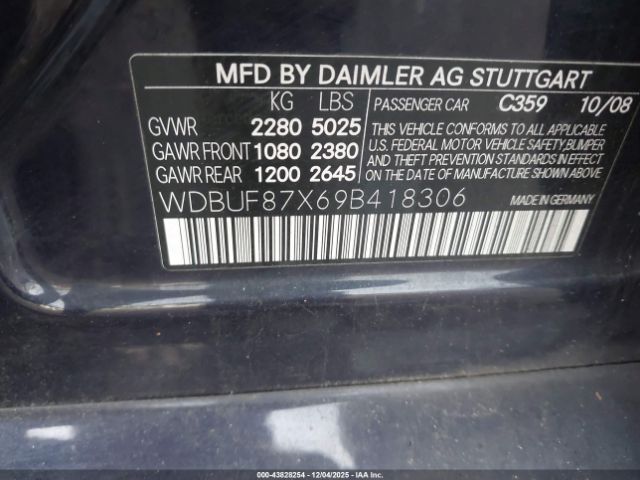 MFD BY DAIMLER AG STUTTGART
KG LBS PASSENGER CAR C359 10/08
GVWR 2280 5025 THIS VEHICLE CONFORMS TO ALL APPLICABLE
GAWR FRONT 1080 2380 U.S. FEDERAL MOTOR VEHICLE SAFETY,BUMPER
GAWR REAR 1200 2645 AND THEFT PREVENTION STANDARDS IN EFFECT
ON THE DATE OF MANUFACTURE SHOWN ABOVE
WDBUF87X69B418306 MADE IN GERMANY
000-43828254 - 12/04/2025 - IAAI.COM